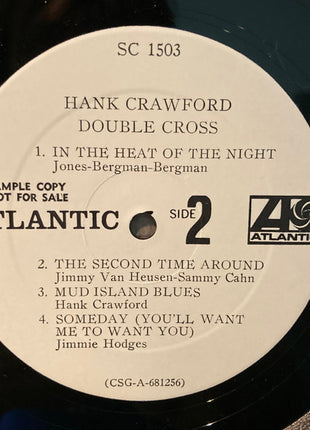 SC 1503
HANK CRAWFORD
DOUBLE CROSS
1. IN THE HEAT OF THE NIGHT
Jones-Bergman-Bergman
AMPLE COPY
OT FOR SALE
TLANTIC
SIDE 2
ATLANTIC
2. THE SECOND TIME AROUND
Jimmy Van Heusen-Sammy Cahn
3. MUD ISLAND BLUES
Hank Crawford
4. SOMEDAY (YOU'LL WANT
ME TO WANT YOU)
Jimmie Hodges
(CSG-A-681256)